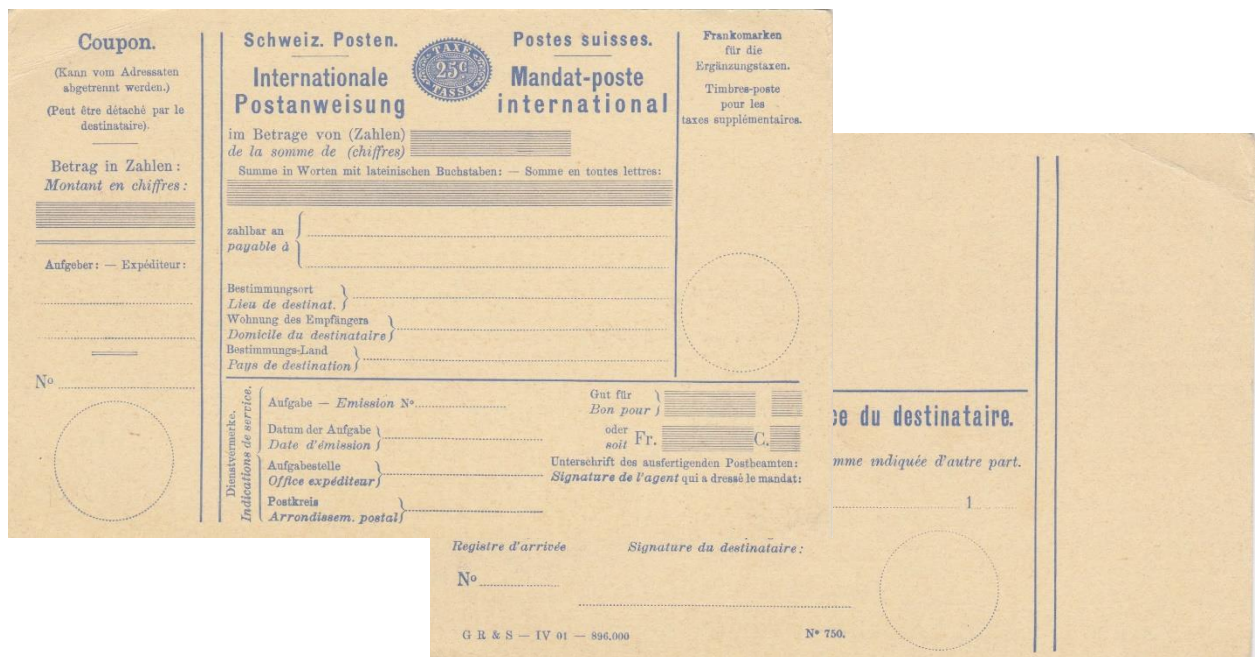 Coupon.
(Kann vom Adressaten
abgetrennt werden.)
(Peut être détaché par le
destinataire).
Betrag in Zahlen:
Montant en chiffres:
Aufgeber: — Expéditeur:
No
Schweiz. Posten.
Internationale
Postanweisung
TAXE
25c
TASSA
Postes suisses.
Mandat-poste
international
im Betrage von (Zahlen)
de la somme de (chiffres)
Summe in Worten mit lateinischen Buchstaben: — Somme en toutes lettres:
zahlbar an
payable à
Bestimmungsort
Lieu de destinat.
Wohnung des Empfängers
Domicile du destinataire
Bestimmungs-Land
Pays de destination
Frankomarken
für die
Ergänzungstaxen.
Timbres-poste
pour les
taxes supplémentaires.
Dienstvermerke.
Indications de service.
Aufgabe — Emission No
Datum der Aufgabe
Date d'émission
Aufgabestelle
Office expéditeur
Postkreis
Arrondissem. postal
Gut für
Bon pour
oder
soit Fr. C.
Unterschrift des ausfertigenden Postbeamten:
Signature de l'agent qui a dressé le mandat:
du destinataire.
indiquée d'autre part.
1
Registre d'arrivée Signature du destinataire:
No
G R & S — IV 01 — 896,000 No 750.